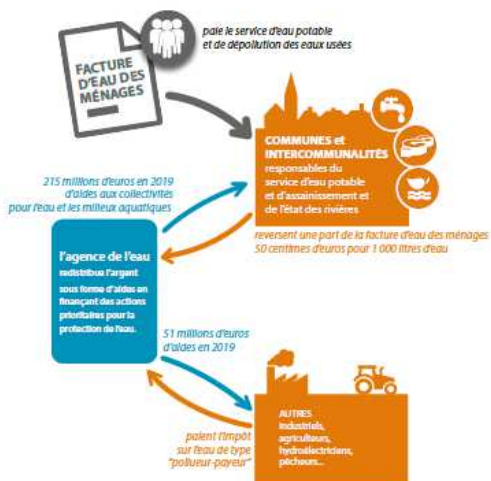 paie le service d'eau potable
et de dépollution des eaux usées
FACTURE
D'EAU DES
MÉNAGES
COMMUNES et
INTERCOMMUNALITÉS
responsables du
service d'eau potable
et d'assainissement et
de l'état des rivières
215 millions d'euros en 2019
d'aides aux collectivités
pour l'eau et les milieux aquatiques
reversent une part de la facture d'eau des ménages
50 centimes d'euros pour 1 000 litres d'eau
l'agence de l'eau
redistribue l'argent
sous forme d'aides en
finançant des actions
prioritaires pour la
protection de l'eau.
51 millions d'euros
d'aides en 2019
AUTRES
industriels,
agriculteurs,
hydroélectriciens,
pêcheurs...
paient l'impôt
sur l'eau de type
"pollueur-payeur"